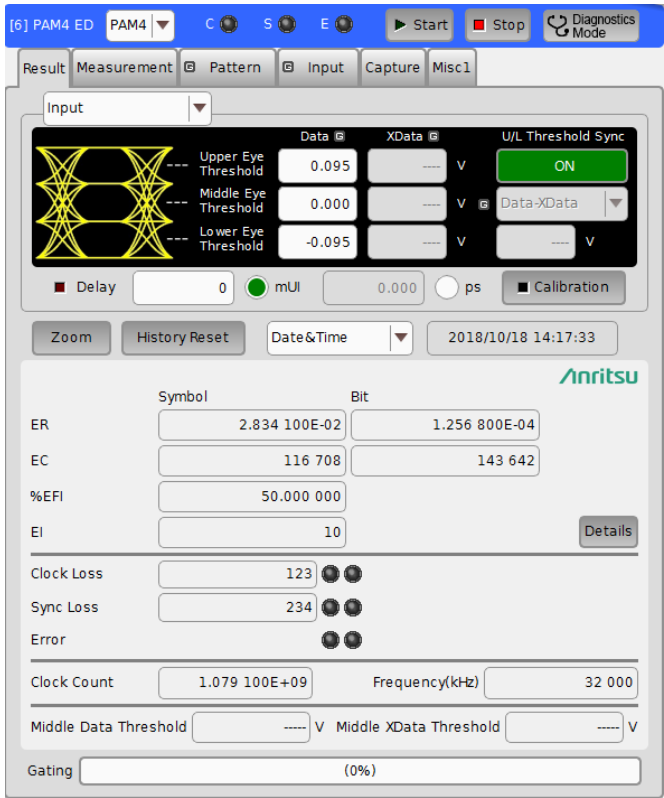 [6] PAM4 ED PAM4 C S E Start Stop Diagnostics Mode
Result Measurement G Pattern G Input Capture Misc1
Input
Data G XData G U/L Threshold Sync
Upper Eye Threshold 0.095 ---- V ON
Middle Eye Threshold 0.000 ---- V G Data-XData
Lower Eye Threshold -0.095 ---- V ---- V
Delay 0 mUI 0.000 ps Calibration
Zoom History Reset Date&Time 2018/10/18 14:17:33
Anritsu
Symbol Bit
ER 2.834 100E-02 1.256 800E-04
EC 116 708 143 642
%EFI 50.000 000
EI 10 Details
Clock Loss 123
Sync Loss 234
Error
Clock Count 1.079 100E+09 Frequency(kHz) 32 000
Middle Data Threshold ----- V Middle XData Threshold ----- V
Gating (0%)